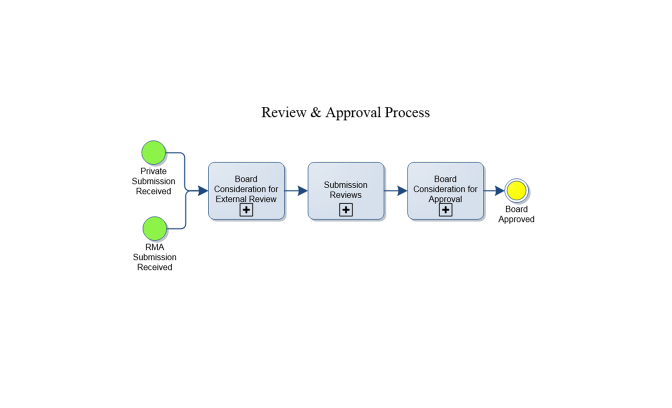 Review & Approval Process
Private
Submission
Received
RMA
Submission
Received
Board
Consideration for
External Review
Submission
Reviews
Board
Consideration for
Approval
Board
Approved